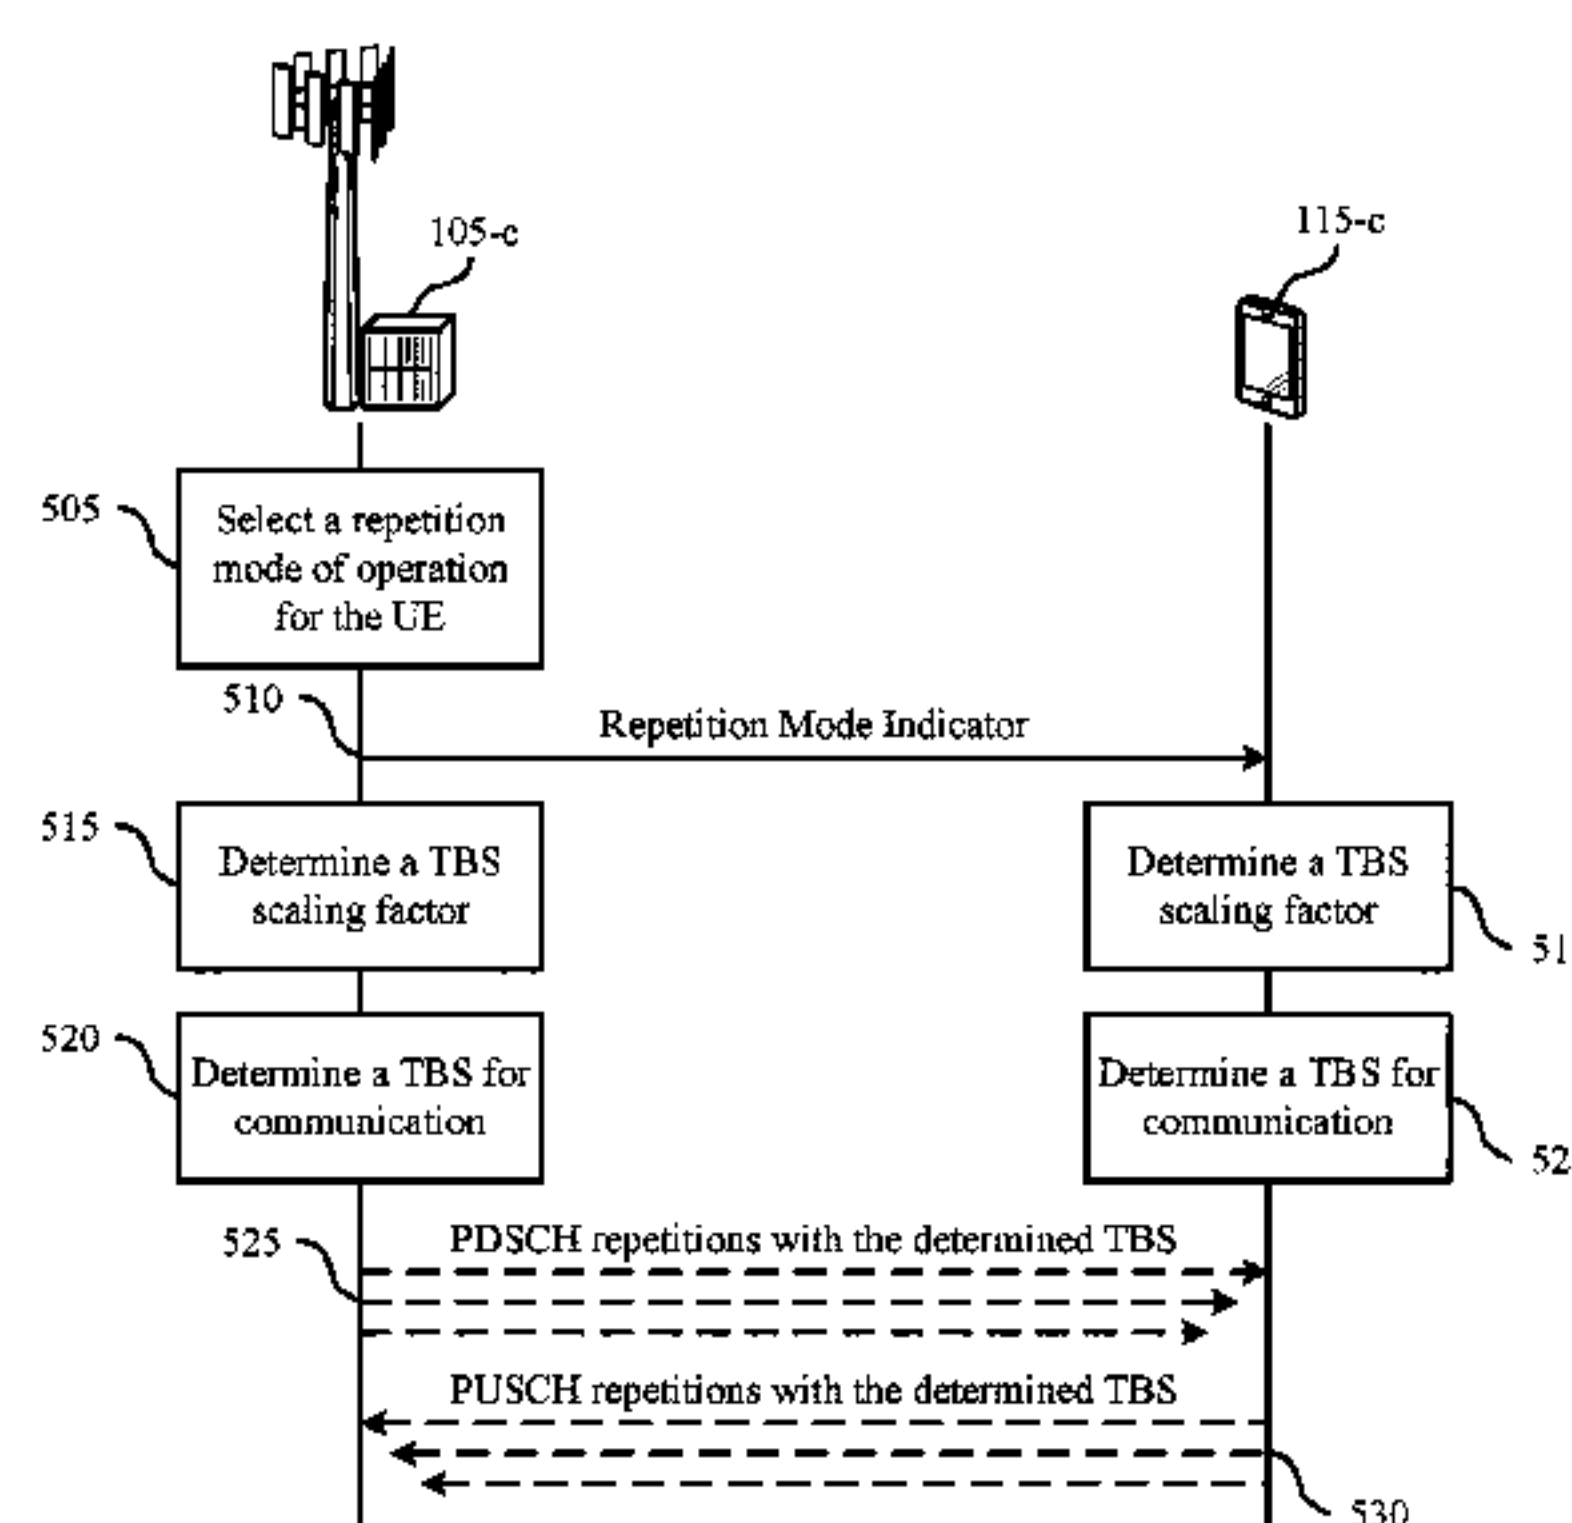 105-c
115-c
505
Select a repetition
mode of operation
for the UE
510
Repetition Mode Indicator
515
Determine a TBS
scaling factor
Determine a TBS
scaling factor
51
520
Determine a TBS for
communication
Determine a TBS for
communication
52
525
PDSCH repetitions with the determined TBS
PUSCH repetitions with the determined TBS
530